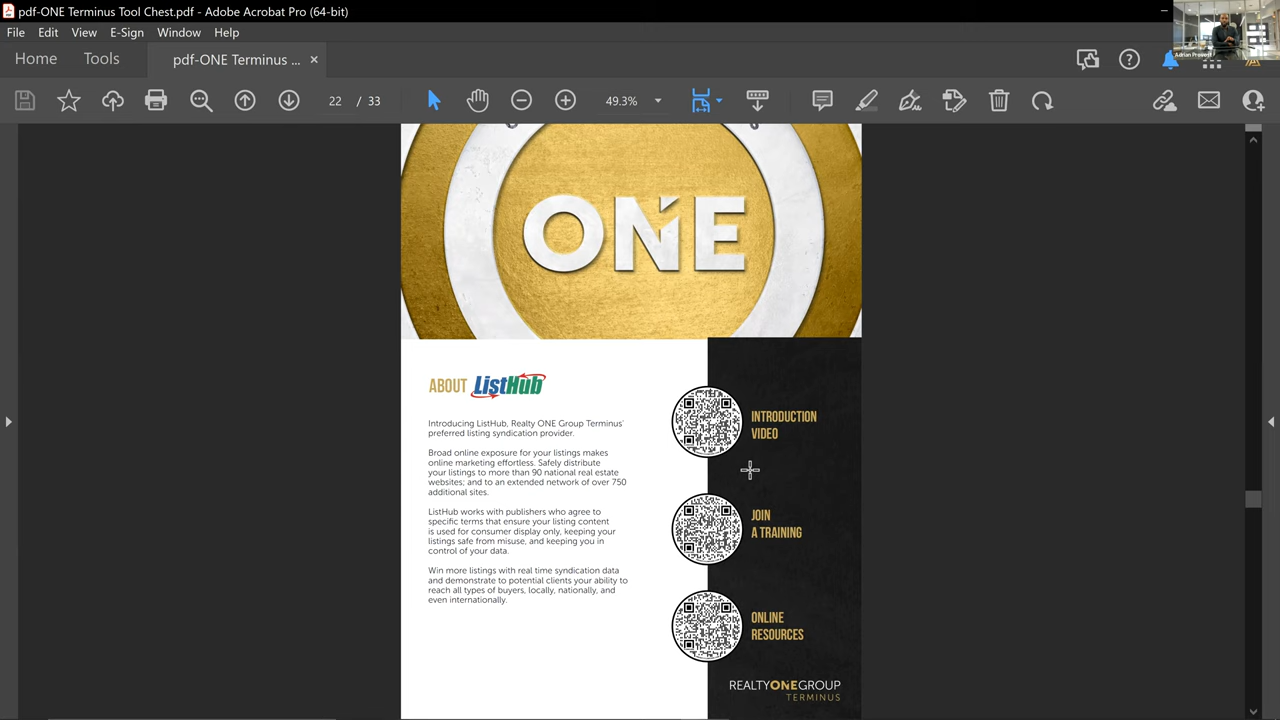 pdf-ONE Terminus Tool Chest.pdf - Adobe Acrobat Pro (64-bit)
File Edit View E-Sign Window Help
Home Tools pdf-ONE Terminus ... ×
22 / 33 49.3%
Adrian Provost
ONE
ABOUT ListHub
Introducing ListHub, Realty ONE Group Terminus'
preferred listing syndication provider.
Broad online exposure for your listings makes
online marketing effortless. Safely distribute
your listings to more than 90 national real estate
websites; and to an extended network of over 750
additional sites.
ListHub works with publishers who agree to
specific terms that ensure your listing content
is used for consumer display only, keeping your
listings safe from misuse, and keeping you in
control of your data.
Win more listings with real time syndication data
and demonstrate to potential clients your ability to
reach all types of buyers, locally, nationally, and
even internationally.
INTRODUCTION
VIDEO
JOIN
A TRAINING
ONLINE
RESOURCES
REALTYONEGROUP
TERMINUS